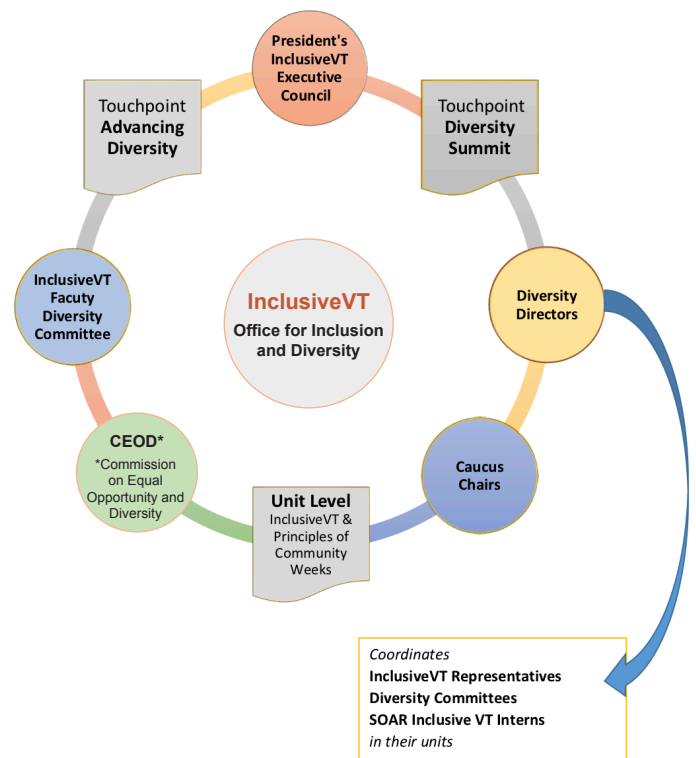 President's
InclusiveVT
Executive
Council
Touchpoint
Advancing
Diversity
Touchpoint
Diversity
Summit
InclusiveVT
Facuty
Diversity
Committee
InclusiveVT
Office for Inclusion
and Diversity
Diversity
Directors
CEOD*
*Commission
on Equal
Opportunity and
Diversity
Unit Level
InclusiveVT &
Principles of
Community
Weeks
Caucus
Chairs
Coordinates
InclusiveVT Representatives
Diversity Committees
SOAR Inclusive VT Interns
in their units